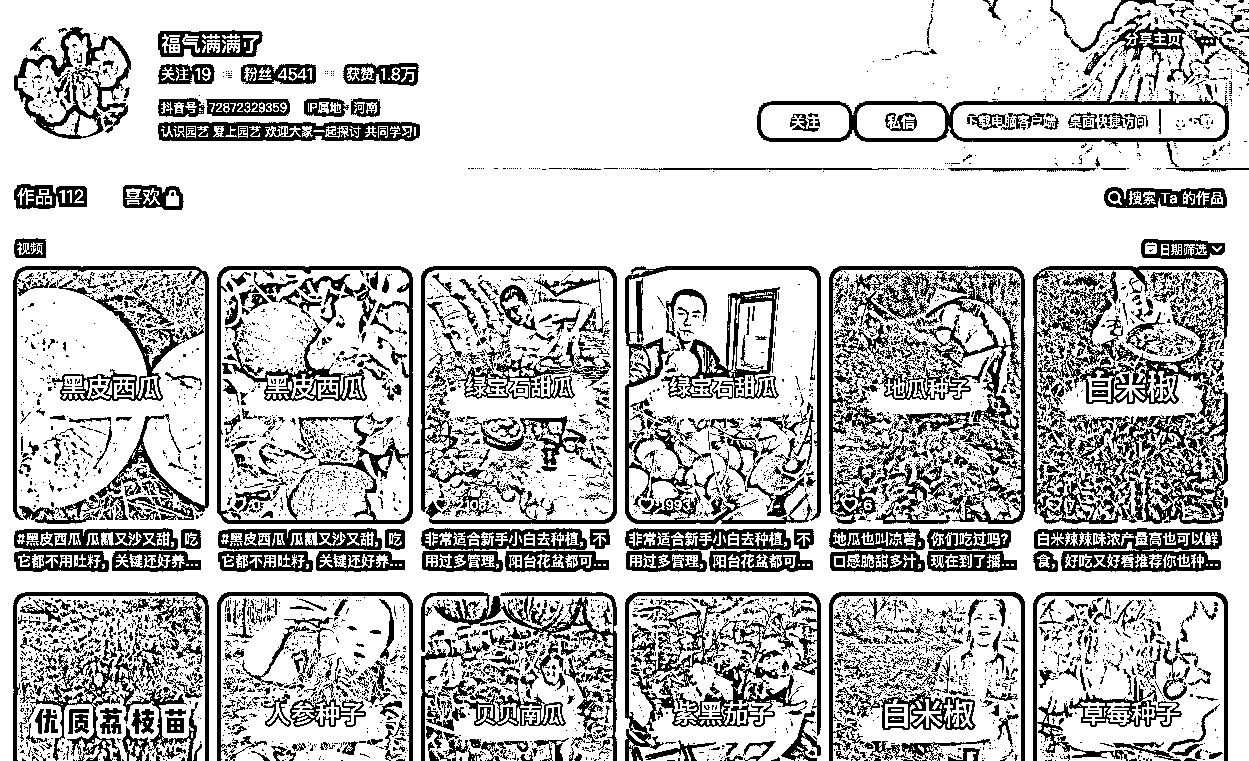 福气满满了
分享主页
关注 19 粉丝 4541 获赞 1.8万
抖音号：72872329359 IP属地：河南
认识园艺 爱上园艺 欢迎大家一起探讨 共同学习!
关注 私信 下载电脑客户端 桌面快捷访问
作品 112 喜欢
搜索 Ta 的作品
视频
日期筛选
黑皮西瓜
黑皮西瓜
绿宝石甜瓜
绿宝石甜瓜
地瓜种子
白米椒
6
#黑皮西瓜 瓜瓤又沙又甜，吃
它都不用吐籽，关键还好养...
#黑皮西瓜 瓜瓤又沙又甜，吃
它都不用吐籽，关键还好养...
非常适合新手小白去种植，不
用过多管理，阳台花盆都可...
非常适合新手小白去种植，不
用过多管理，阳台花盆都可...
地瓜也叫凉薯，你们吃过吗?
口感脆甜多汁，现在到了播...
白米辣辣味浓产量高也可以鲜
食，好吃又好看推荐你也种...
优质荔枝苗
人参种子
贝贝南瓜
紫黑茄子
白米椒
草莓种子